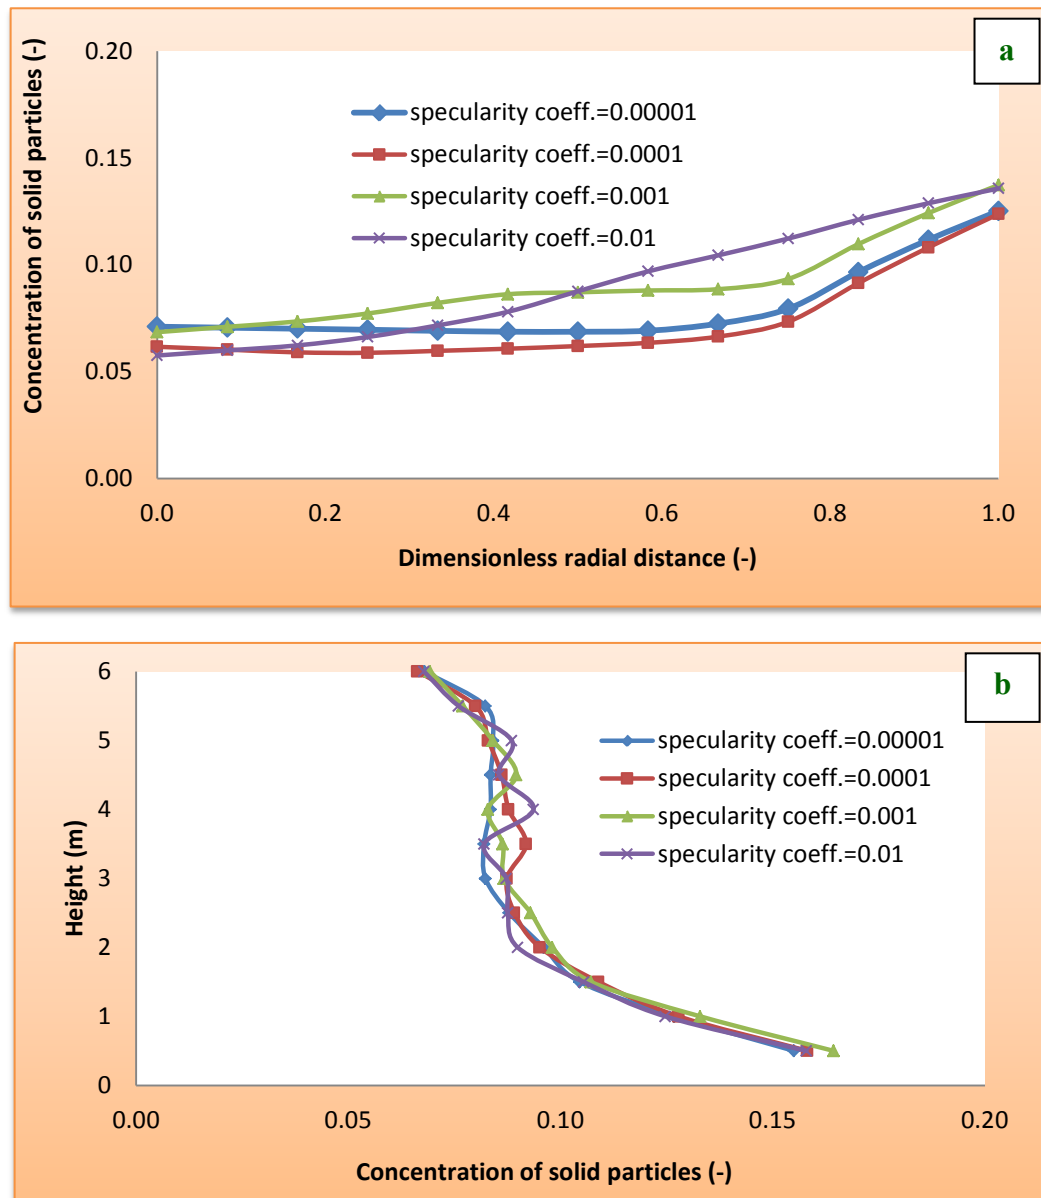 a
Concentration of solid particles (-)
0.20
0.15
0.10
0.05
0.00
speularity coeff.=0.00001
specularity coeff.=0.0001
specularity coeff.=0.001
specularity coeff.=0.01
0.0 0.2 0.4 0.6 0.8 1.0
Dimensionless radial distance (-)
b
Height (m)
6
5
4
3
2
1
0
specularity coeff.=0.00001
specularity coeff.=0.0001
specularity coeff.=0.001
specularity coeff.=0.01
0.00 0.05 0.10 0.15 0.20
Concentration of solid particles (-)